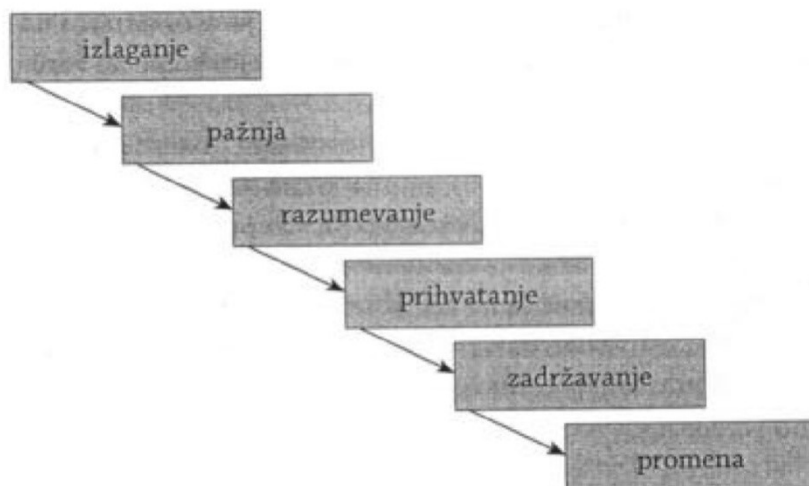 izlaganje
pažnja
razumevanje
prihvatanje
zadržavanje
promena